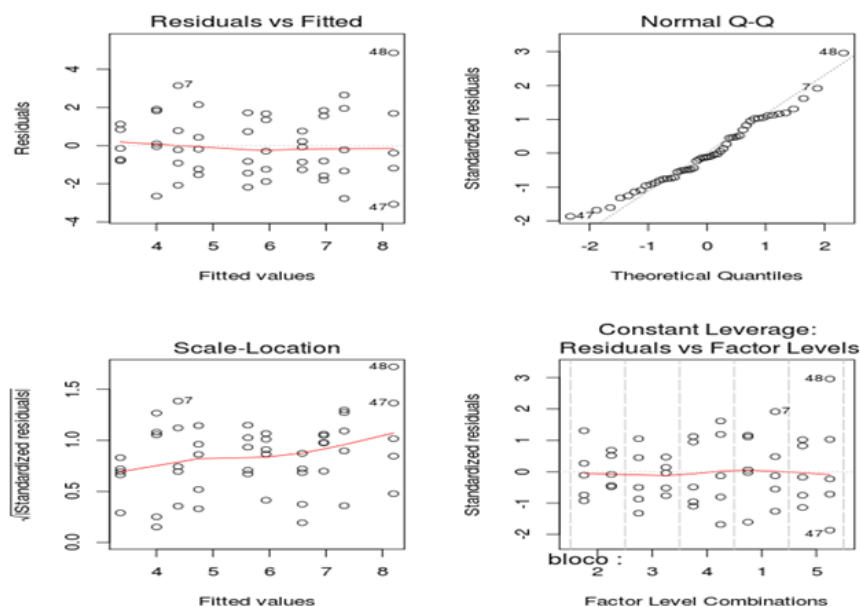 Residuals vs Fitted
Residuals
4
2
0
-2
-4
48
7
47
4 5 6 7 8
Fitted values
Normal Q-Q
Standardized residuals
3
2
1
0
-1
-2
48
7
47
-2 -1 0 1 2
Theoretical Quantiles
Scale-Location
√|Standardized residuals|
1.5
1.0
0.5
0.0
48
7
47
4 5 6 7 8
Fitted values
Constant Leverage:
Residuals vs Factor Levels
Standardized residuals
3
2
1
0
-1
-2
48
7
47
bloco :
2 3 4 1 5
Factor Level Combinations